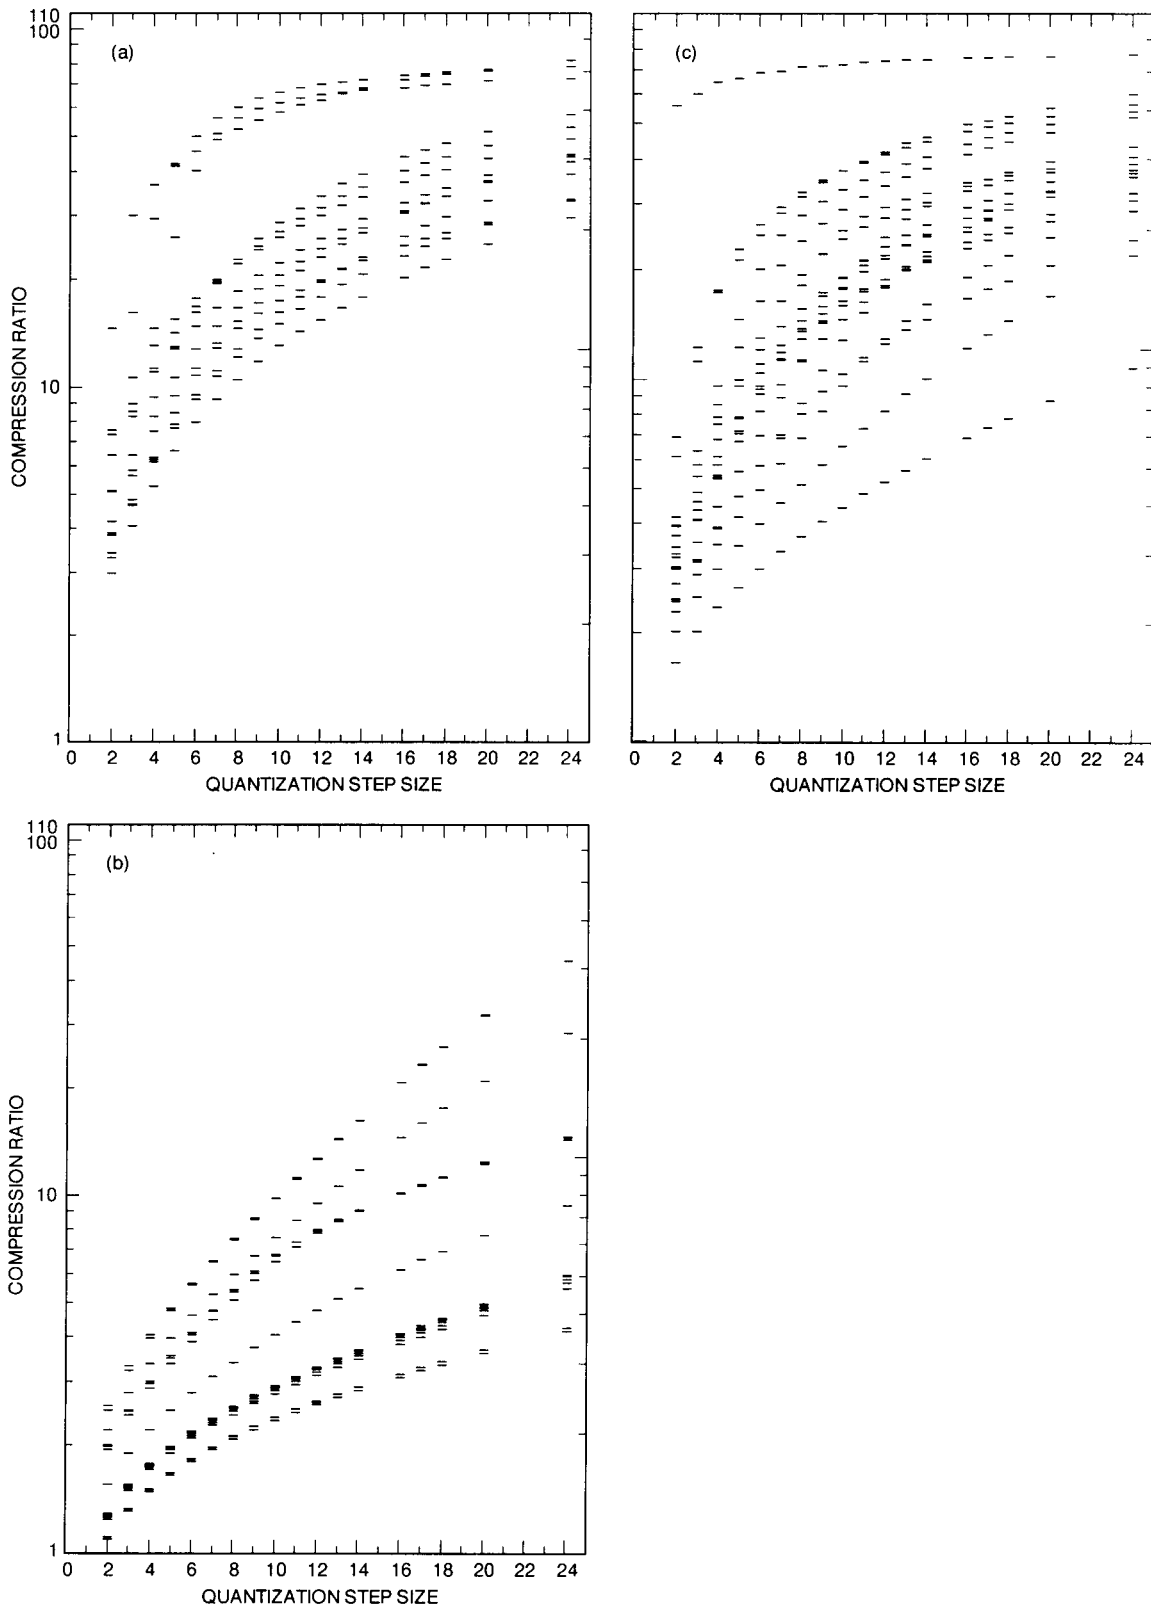 110
100
(a)
10
1
COMPRESSION RATIO
0 2 4 6 8 10 12 14 16 18 20 22 24
QUANTIZATION STEP SIZE
(c)
0 2 4 6 8 10 12 14 16 18 20 22 24
QUANTIZATION STEP SIZE
110
100
(b)
10
1
COMPRESSION RATIO
0 2 4 6 8 10 12 14 16 18 20 22 24
QUANTIZATION STEP SIZE